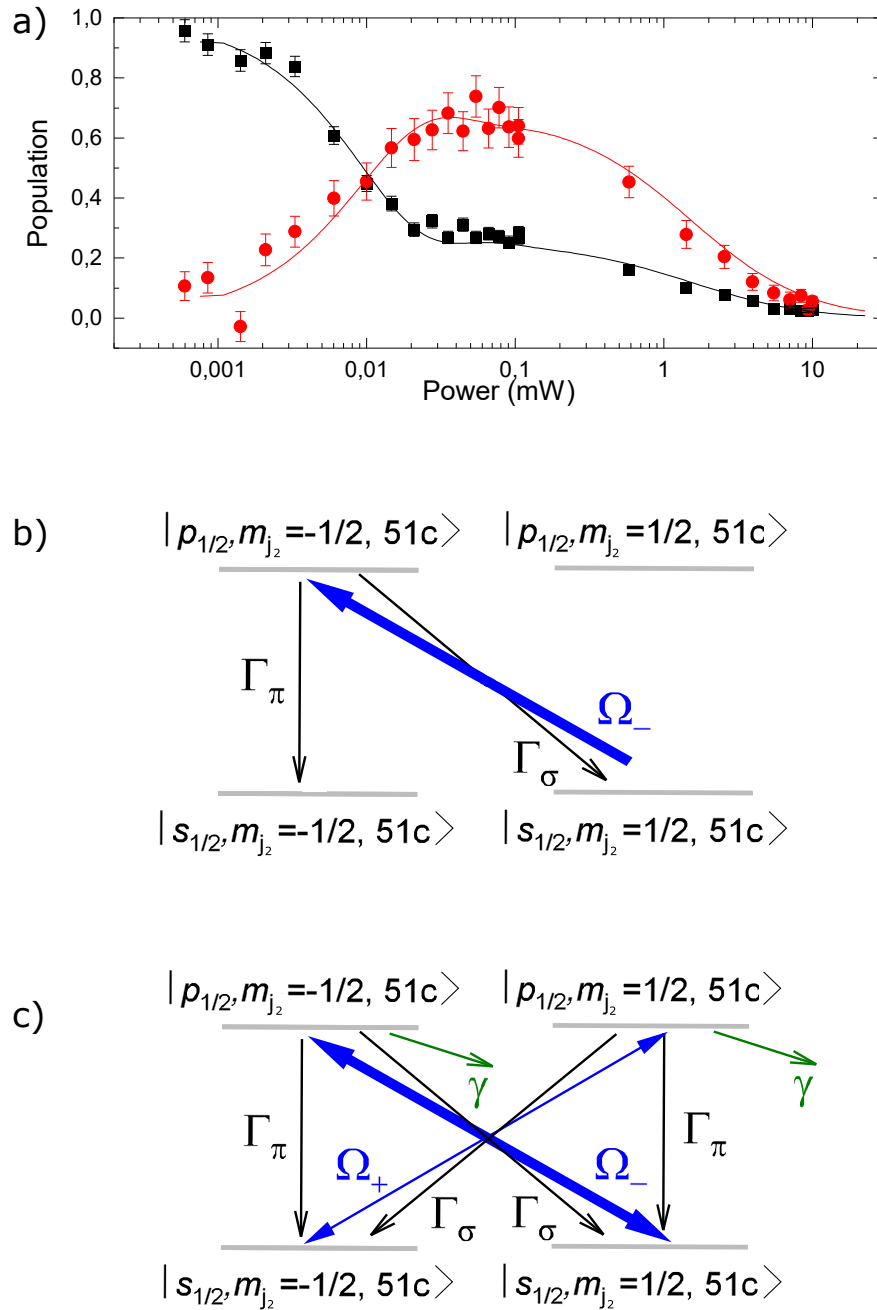 a)
1,0
0,8
0,6
0,4
0,2
0,0
Population
0,001 0,01 0,1 1 10
Power (mW)
b)
|p1/2,mj2=-1/2, 51c⟩ |p1/2,mj2=1/2, 51c⟩
Γπ
Ω−
Γσ
|s1/2,mj2=-1/2, 51c⟩ |s1/2,mj2=1/2, 51c⟩
c)
|p1/2,mj2=-1/2, 51c⟩ |p1/2,mj2=1/2, 51c⟩
γ γ
Γπ Γπ
Ω+ Ω−
Γσ Γσ
|s1/2,mj2=-1/2, 51c⟩ |s1/2,mj2=1/2, 51c⟩